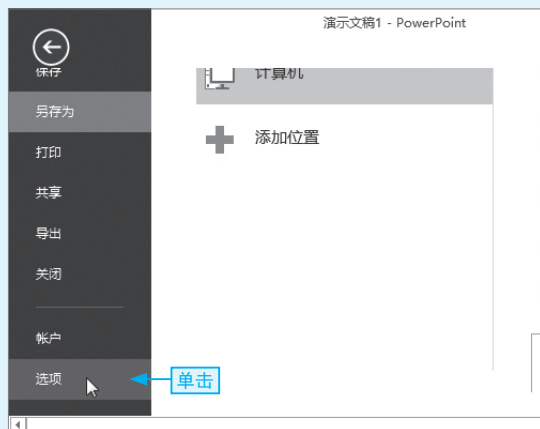 演示文稿1 - PowerPoint
保存
另存为
打印
共享
导出
关闭
帐户
选项
计算机
添加位置
单击